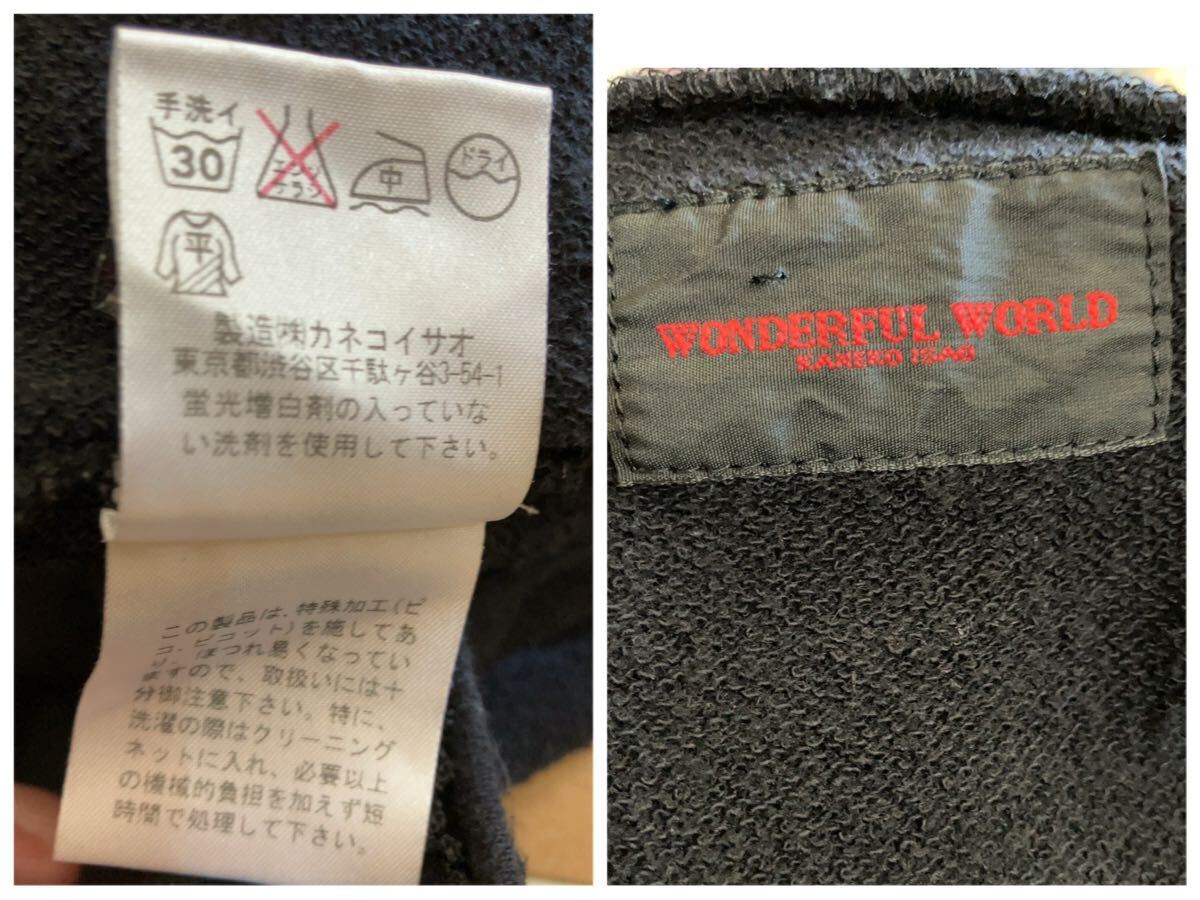 手洗イ
30
エンソ
サラシ
中
ドライ
平
製造㈱カネコイサオ
東京都渋谷区千駄ヶ谷3-54-1
蛍光増白剤の入っていな
い洗剤を使用して下さい。
この製品は、特殊加工(ピ
コ、ピコット)を施してあ
り、ほつれ易くなってい
ますので、取扱いには十
分御注意下さい。特に、
洗濯の際はクリーニング
ネットに入れ、必要以上
の機械的負担を加えず短
時間で処理して下さい。
WONDERFUL WORLD
KANEKO ISAO